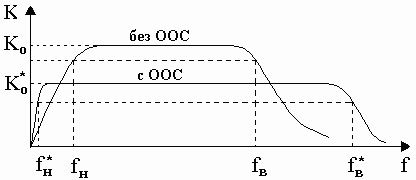 K
без ООС
K₀
с ООС
K₀*
fн* fн fв fв* f